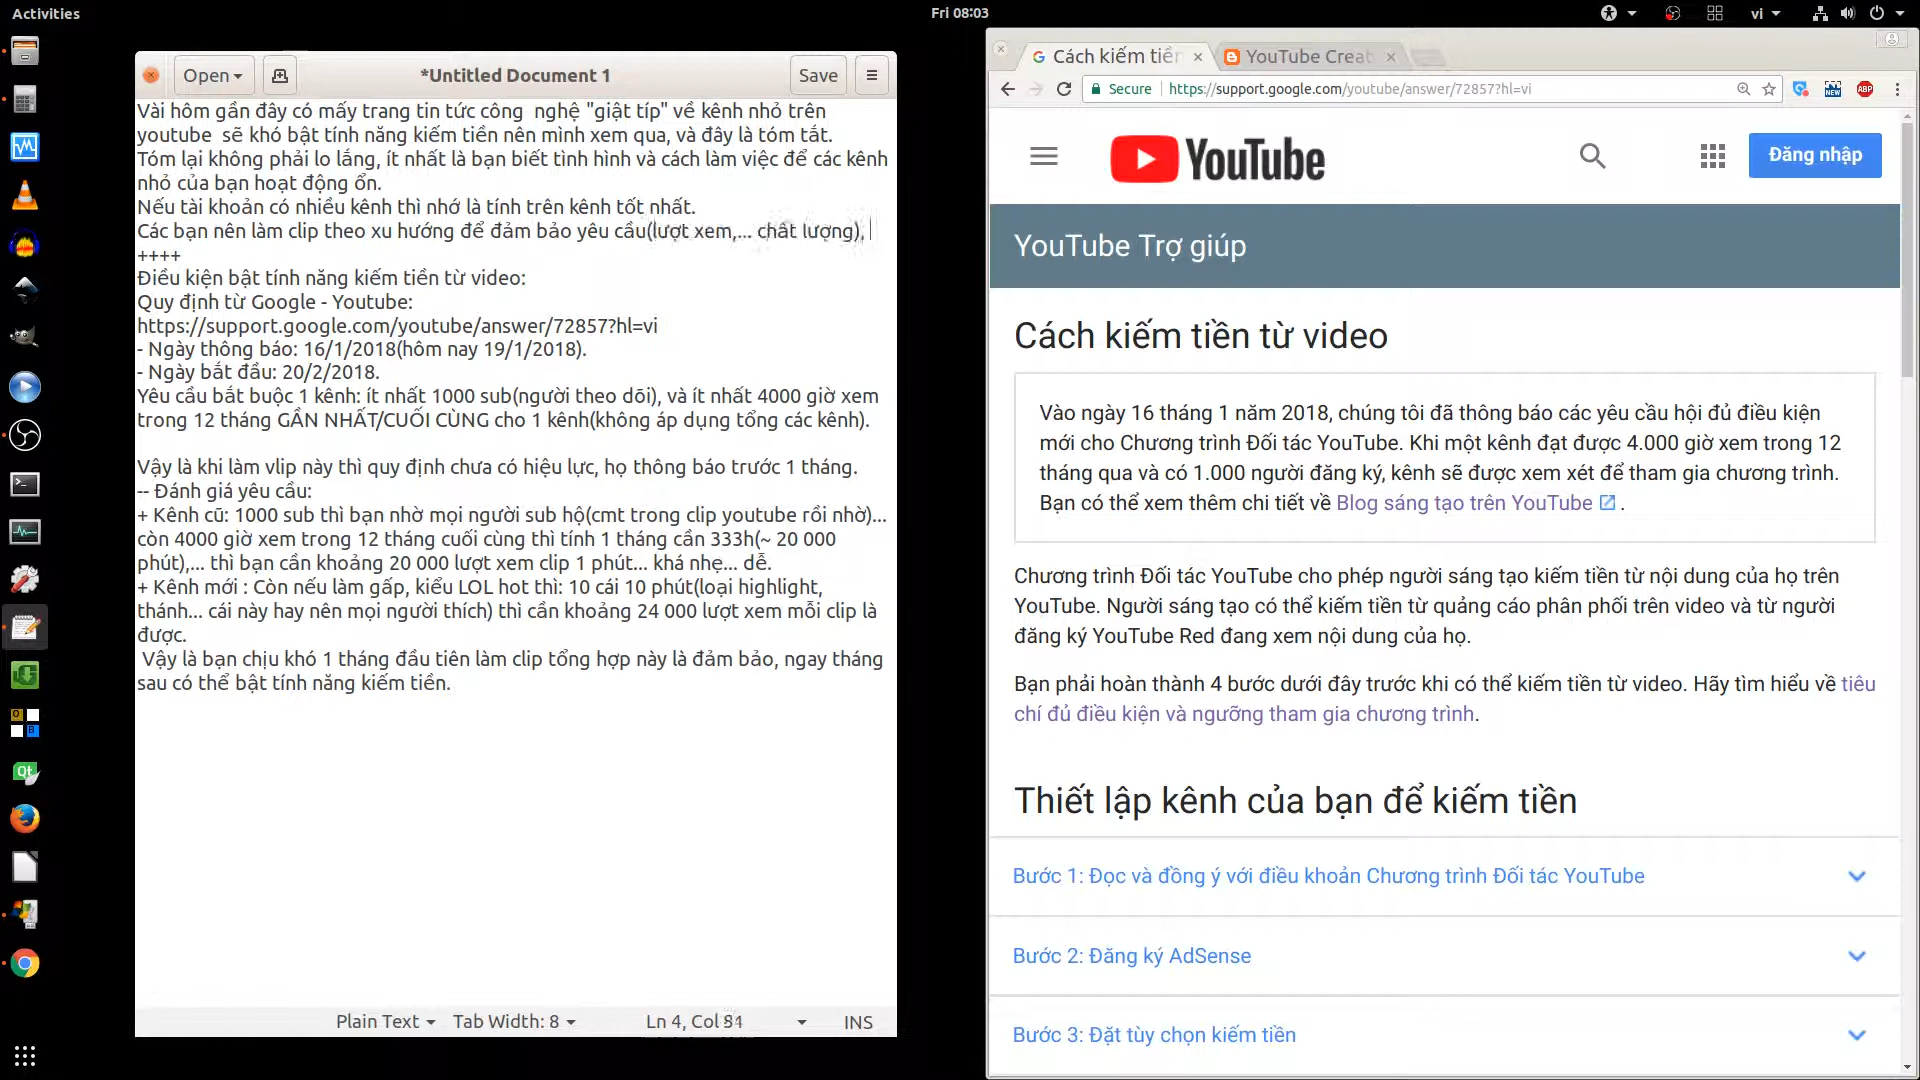 Activities
Fri 08:03
vi
Open
*Untitled Document 1
Save
Vài hôm gần đây có mấy trang tin tức công  nghệ "giật típ" về kênh nhỏ trên
youtube  sẽ khó bật tính năng kiếm tiền nên mình xem qua, và đây là tóm tắt.
Tóm lại không phải lo lắng, ít nhất là bạn biết tình hình và cách làm việc để các kênh
nhỏ của bạn hoạt động ổn.
Nếu tài khoản có nhiều kênh thì nhớ là tính trên kênh tốt nhất.
Các bạn nên làm clip theo xu hướng để đảm bảo yêu cầu(lượt xem,... chất lượng),
++++
Điều kiện bật tính năng kiếm tiền từ video:
Quy định từ Google - Youtube:
https://support.google.com/youtube/answer/72857?hl=vi
- Ngày thông báo: 16/1/2018(hôm nay 19/1/2018).
- Ngày bắt đầu: 20/2/2018.
Yêu cầu bắt buộc 1 kênh: ít nhất 1000 sub(người theo dõi), và ít nhất 4000 giờ xem
trong 12 tháng GẦN NHẤT/CUỐI CÙNG cho 1 kênh(không áp dụng tổng các kênh).
Vậy là khi làm vlip này thì quy định chưa có hiệu lực, họ thông báo trước 1 tháng.
-- Đánh giá yêu cầu:
+ Kênh cũ: 1000 sub thì bạn nhờ mọi người sub hộ(cmt trong clip youtube rồi nhờ)...
còn 4000 giờ xem trong 12 tháng cuối cùng thì tính 1 tháng cần 333h(~ 20 000
phút),... thì bạn cần khoảng 20 000 lượt xem clip 1 phút... khá nhẹ... dễ.
+ Kênh mới : Còn nếu làm gấp, kiểu LOL hot thì: 10 cái 10 phút(loại highlight,
thánh... cái này hay nên mọi người thích) thì cần khoảng 24 000 lượt xem mỗi clip là
được.
Vậy là bạn chịu khó 1 tháng đầu tiên làm clip tổng hợp này là đảm bảo, ngay tháng
sau có thể bật tính năng kiếm tiền.
Plain Text
Tab Width: 8
Ln 4, Col
INS
Cách kiếm tiền
YouTube Creat
Secure
https://support.google.com/youtube/answer/72857?hl=vi
NEW
ABP
YouTube
Đăng nhập
YouTube Trợ giúp
Cách kiếm tiền từ video
Vào ngày 16 tháng 1 năm 2018, chúng tôi đã thông báo các yêu cầu hội đủ điều kiện
mới cho Chương trình Đối tác YouTube. Khi một kênh đạt được 4.000 giờ xem trong 12
tháng qua và có 1.000 người đăng ký, kênh sẽ được xem xét để tham gia chương trình.
Bạn có thể xem thêm chi tiết về Blog sáng tạo trên YouTube .
Chương trình Đối tác YouTube cho phép người sáng tạo kiếm tiền từ nội dung của họ trên
YouTube. Người sáng tạo có thể kiếm tiền từ quảng cáo phân phối trên video và từ người
đăng ký YouTube Red đang xem nội dung của họ.
Bạn phải hoàn thành 4 bước dưới đây trước khi có thể kiếm tiền từ video. Hãy tìm hiểu về tiêu
chí đủ điều kiện và ngưỡng tham gia chương trình.
Thiết lập kênh của bạn để kiếm tiền
Bước 1: Đọc và đồng ý với điều khoản Chương trình Đối tác YouTube
Bước 2: Đăng ký AdSense
Bước 3: Đặt tùy chọn kiếm tiền